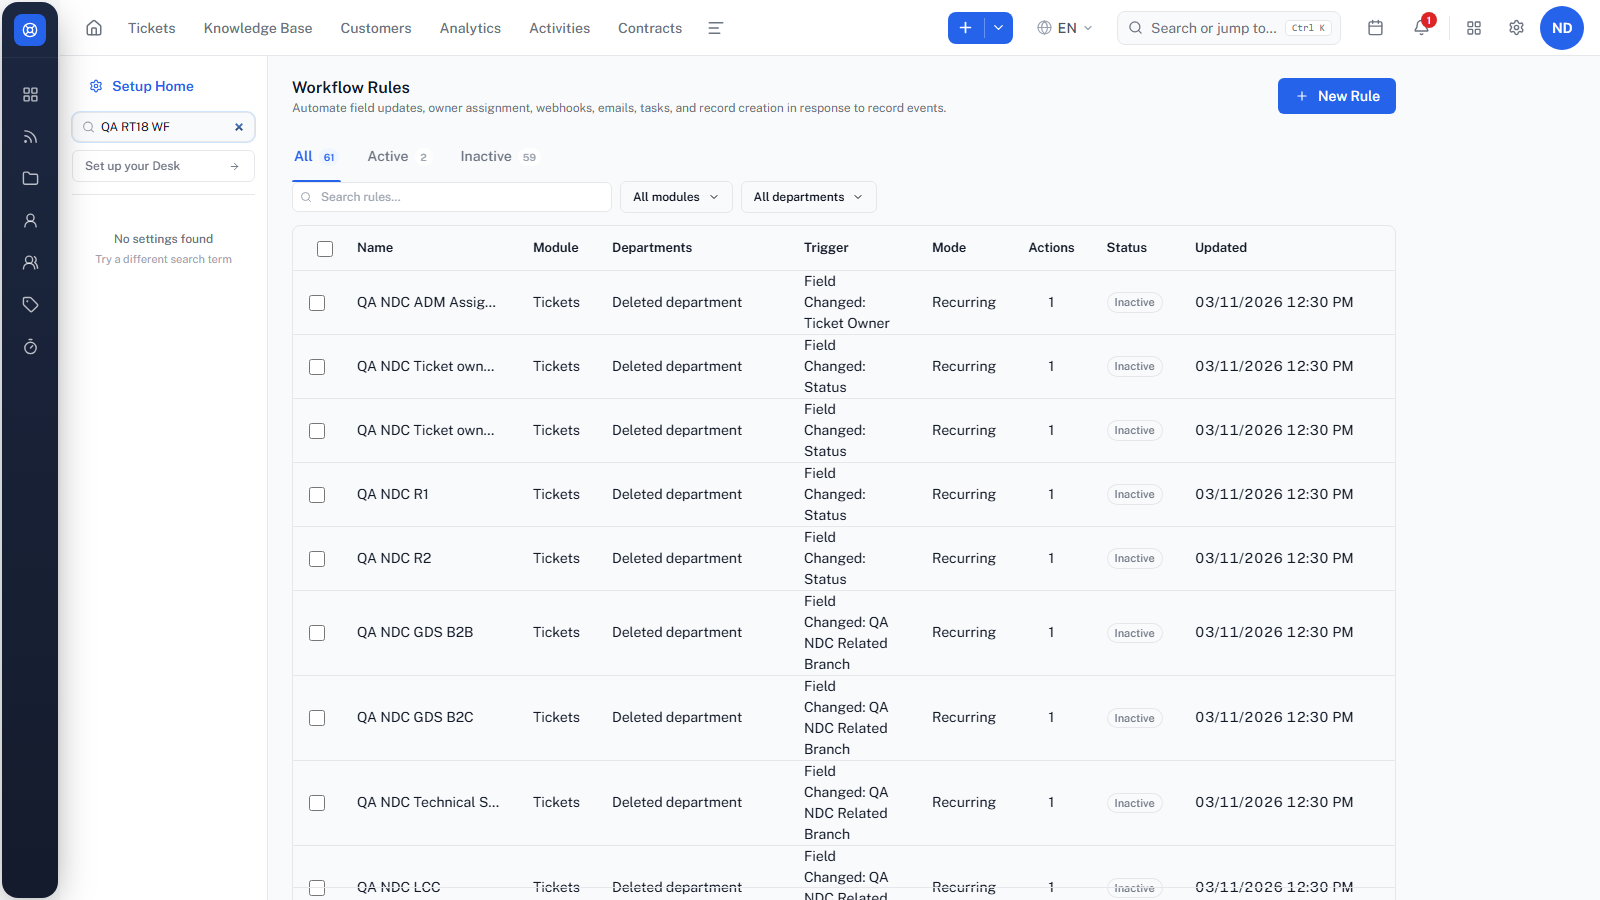 Tickets Knowledge Base Customers Analytics Activities Contracts EN Search or jump to... Ctrl K 1 ND
Setup Home
QA RT18 WF
Set up your Desk
No settings found
Try a different search term
Workflow Rules
Automate field updates, owner assignment, webhooks, emails, tasks, and record creation in response to record events.
New Rule
All 61 Active 2 Inactive 59
Search rules... All modules All departments
Name Module Departments Trigger Mode Actions Status Updated
QA NDC ADM Assig... Tickets Deleted department Field Changed: Ticket Owner Recurring 1 Inactive 03/11/2026 12:30 PM
QA NDC Ticket own... Tickets Deleted department Field Changed: Status Recurring 1 Inactive 03/11/2026 12:30 PM
QA NDC Ticket own... Tickets Deleted department Field Changed: Status Recurring 1 Inactive 03/11/2026 12:30 PM
QA NDC R1 Tickets Deleted department Field Changed: Status Recurring 1 Inactive 03/11/2026 12:30 PM
QA NDC R2 Tickets Deleted department Field Changed: Status Recurring 1 Inactive 03/11/2026 12:30 PM
QA NDC GDS B2B Tickets Deleted department Field Changed: QA NDC Related Branch Recurring 1 Inactive 03/11/2026 12:30 PM
QA NDC GDS B2C Tickets Deleted department Field Changed: QA NDC Related Branch Recurring 1 Inactive 03/11/2026 12:30 PM
QA NDC Technical S... Tickets Deleted department Field Changed: QA NDC Related Branch Recurring 1 Inactive 03/11/2026 12:30 PM
QA NDC LCC Tickets Deleted department Field Changed: QA NDC Related Recurring 1 Inactive 03/11/2026 12:30 PM